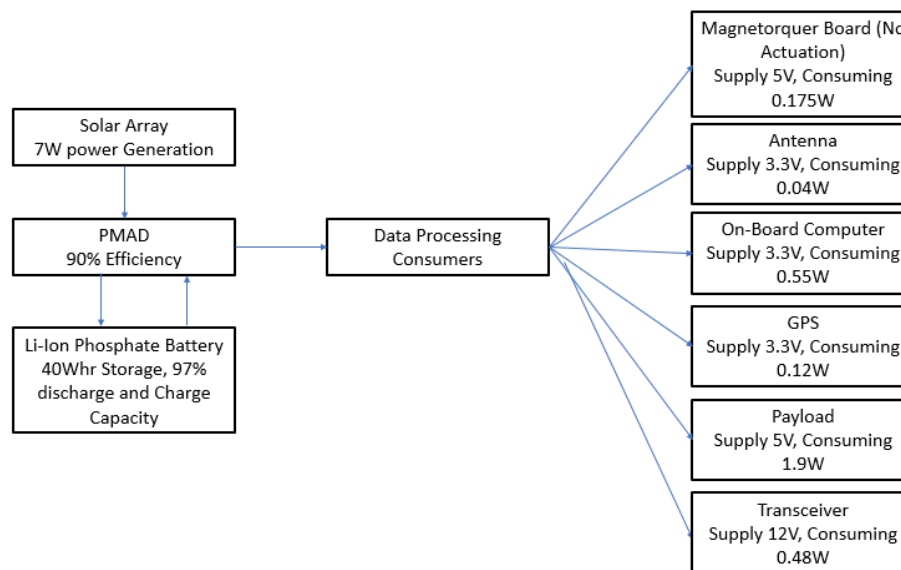 Solar Array
7W power Generation
PMAD
90% Efficiency
Li-Ion Phosphate Battery
40Whr Storage, 97%
discharge and Charge
Capacity
Data Processing
Consumers
Magnetorquer Board (No
Actuation)
Supply 5V, Consuming
0.175W
Antenna
Supply 3.3V, Consuming
0.04W
On-Board Computer
Supply 3.3V, Consuming
0.55W
GPS
Supply 3.3V, Consuming
0.12W
Payload
Supply 5V, Consuming
1.9W
Transceiver
Supply 12V, Consuming
0.48W